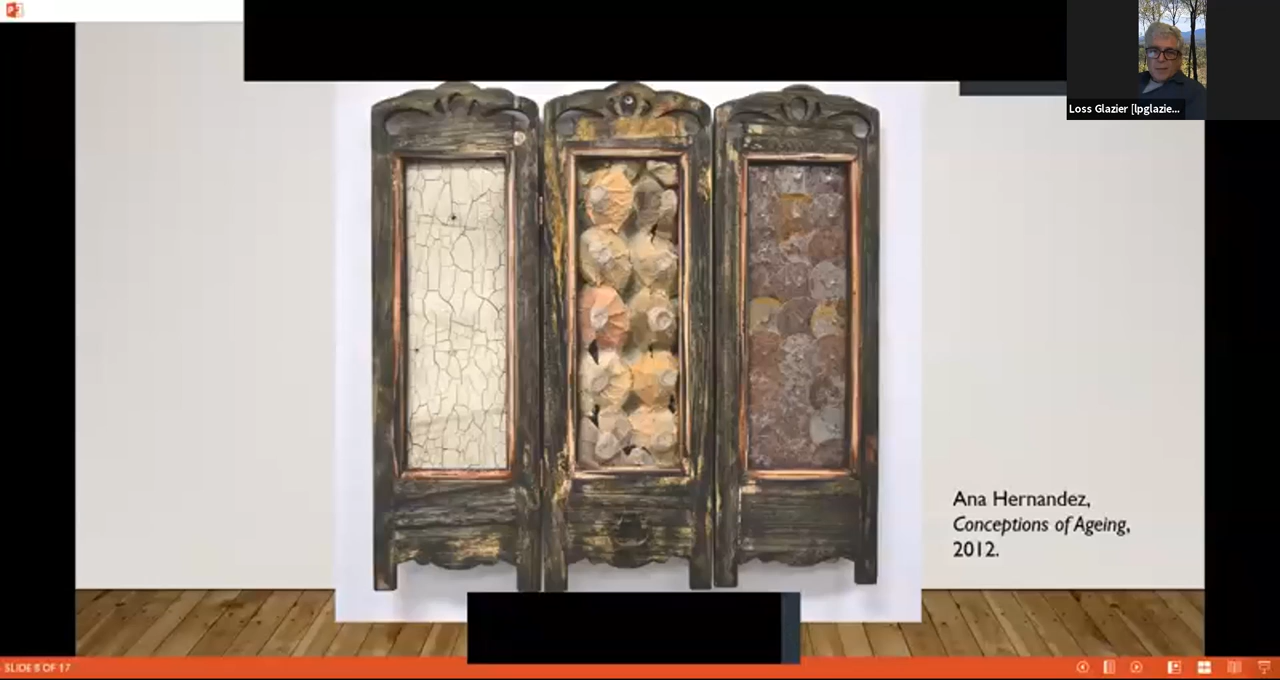 Loss Glazier [lpglazie...
Ana Hernandez,
Conceptions of Ageing,
2012.
SLIDE 8 OF 17